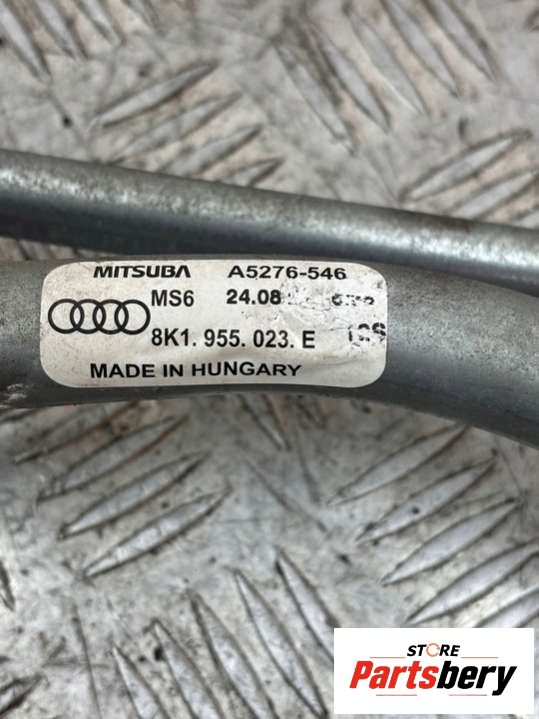 MITSUBA A5276-546
MS6 24.08
8K1. 955. 023. E
MADE IN HUNGARY
STORE
Partsbery